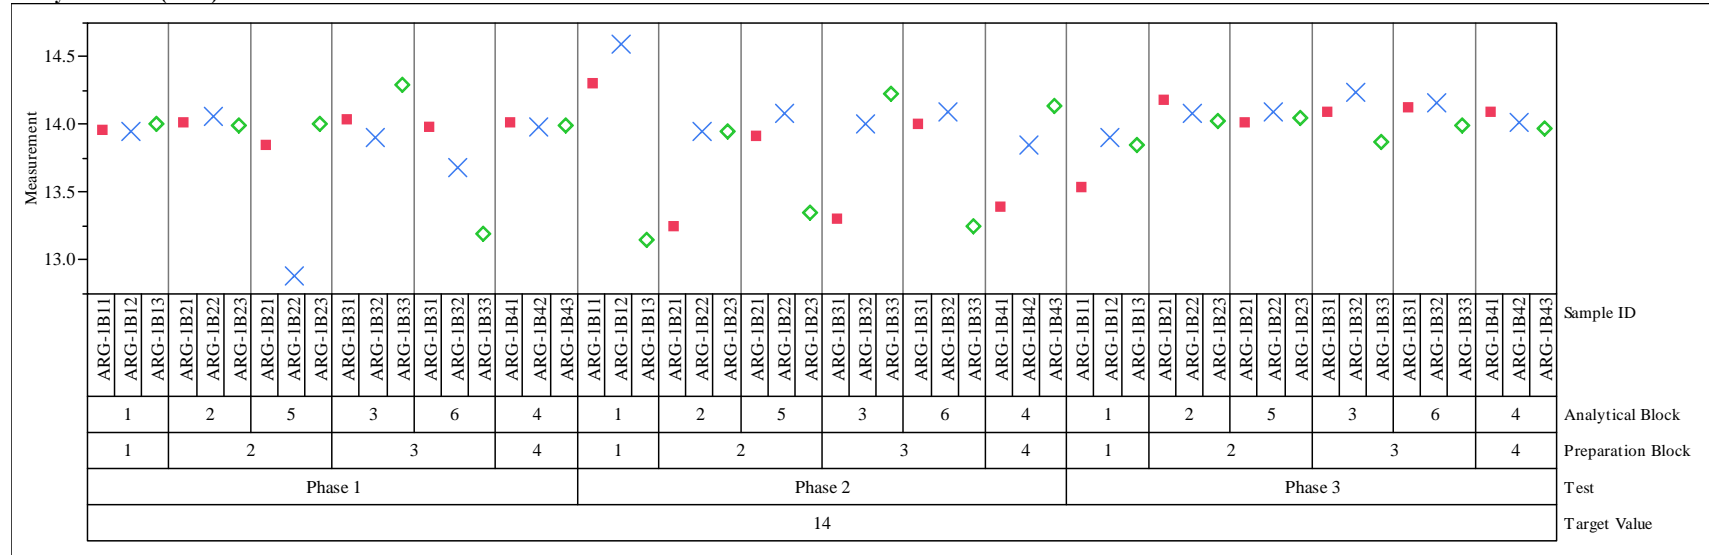 14.5
14.0
13.5
13.0
Measurement
ARG-1B11 ARG-1B12 ARG-1B13 ARG-1B21 ARG-1B22 ARG-1B23 ARG-1B21 ARG-1B22 ARG-1B23 ARG-1B31 ARG-1B32 ARG-1B33 ARG-1B31 ARG-1B32 ARG-1B33 ARG-1B41 ARG-1B42 ARG-1B43 ARG-1B11 ARG-1B12 ARG-1B13 ARG-1B21 ARG-1B22 ARG-1B23 ARG-1B21 ARG-1B22 ARG-1B23 ARG-1B31 ARG-1B32 ARG-1B33 ARG-1B31 ARG-1B32 ARG-1B33 ARG-1B41 ARG-1B42 ARG-1B43 ARG-1B11 ARG-1B12 ARG-1B13 ARG-1B21 ARG-1B22 ARG-1B23 ARG-1B21 ARG-1B22 ARG-1B23 ARG-1B31 ARG-1B32 ARG-1B33 ARG-1B31 ARG-1B32 ARG-1B33 ARG-1B41 ARG-1B42 ARG-1B43 Sample ID
1 2 5 3 6 4 1 2 5 3 6 4 1 2 5 3 6 4 Analytical Block
1 2 3 4 1 2 3 4 1 2 3 4 Preparation Block
Phase 1 Phase 2 Phase 3 Test
14 Target Value